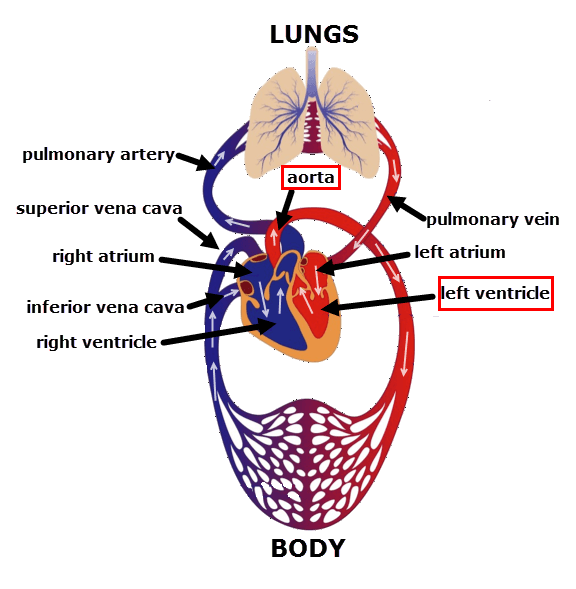 LUNGS
pulmonary artery
aorta
superior vena cava
pulmonary vein
right atrium
left atrium
inferior vena cava
left ventricle
right ventricle
BODY